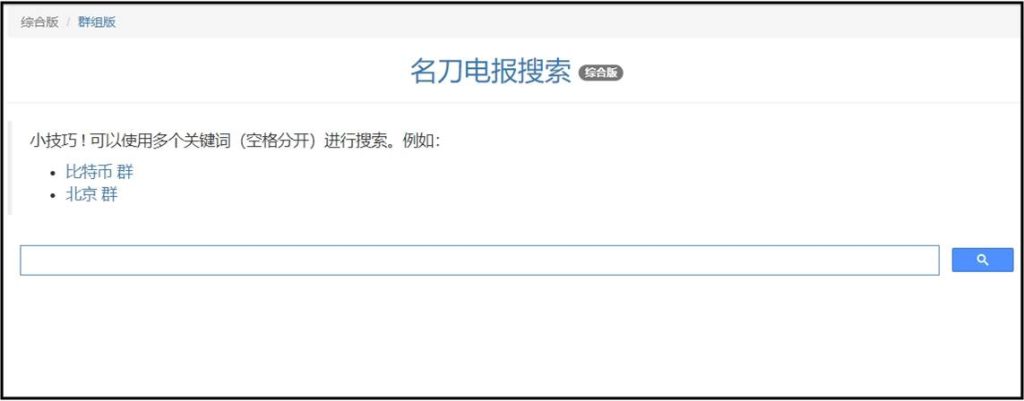 综合版 / 群组版
名刀电报搜索 综合版
小技巧！可以使用多个关键词（空格分开）进行搜索。例如：
• 比特币 群
• 北京 群